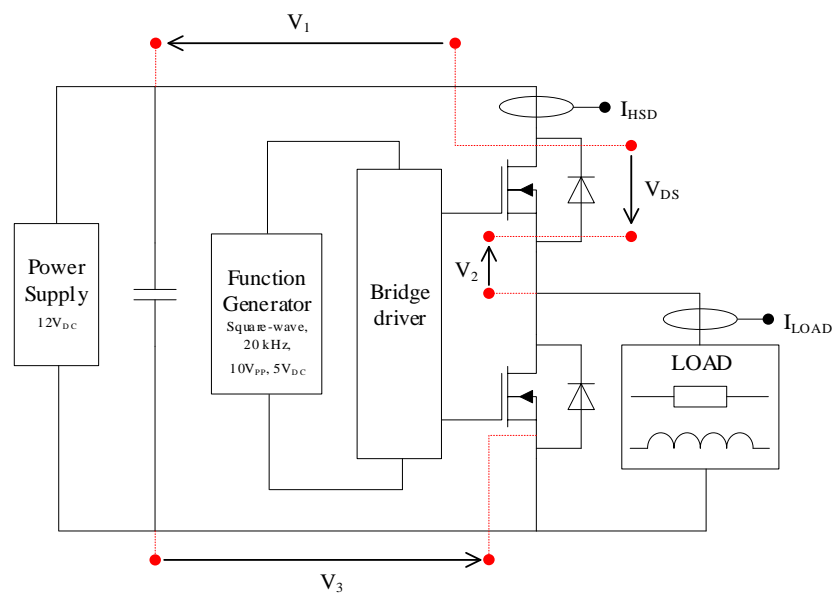 V1
IHSD
VDS
Power
Supply
12VDC
Function
Generator
Square-wave,
20 kHz,
10VPP, 5VDC
Bridge
driver
V2
ILOAD
LOAD
V3